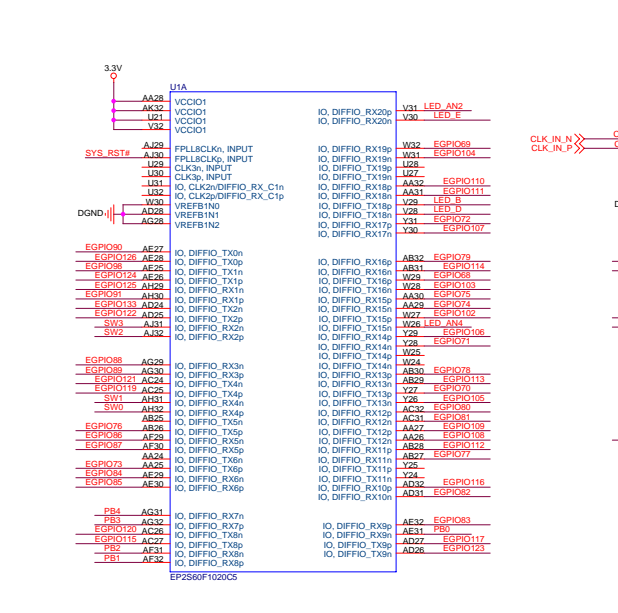 3.3V
U1A
AA28 VCCIO1
AK32 VCCIO1
U21 VCCIO1
V32 VCCIO1
AJ29 FPLL8CLKn, INPUT
SYS_RST# AJ30 FPLL8CLKp, INPUT
U29 CLK3n, INPUT
U30 CLK3p, INPUT
U31 IO, CLK2n/DIFFIO_RX_C1n
U32 IO, CLK2p/DIFFIO_RX_C1p
W30 VREFB1N0
DGND AD28 VREFB1N1
AG28 VREFB1N2
EGPIO90 AE27 IO, DIFFIO_TX0n
EGPIO126 AE28 IO, DIFFIO_TX0p
EGPIO98 AE25 IO, DIFFIO_TX1n
EGPIO124 AE26 IO, DIFFIO_TX1p
EGPIO125 AH29 IO, DIFFIO_RX1n
EGPIO91 AH30 IO, DIFFIO_RX1p
EGPIO133 AD24 IO, DIFFIO_TX2n
EGPIO122 AD25 IO, DIFFIO_TX2p
SW3 AJ31 IO, DIFFIO_RX2n
SW2 AJ32 IO, DIFFIO_RX2p
EGPIO88 AG29 IO, DIFFIO_RX3n
EGPIO89 AG30 IO, DIFFIO_RX3p
EGPIO121 AC24 IO, DIFFIO_TX4n
EGPIO119 AC25 IO, DIFFIO_TX4p
SW1 AH31 IO, DIFFIO_RX4n
SW0 AH32 IO, DIFFIO_RX4p
AB25 IO, DIFFIO_TX5n
EGPIO76 AB26 IO, DIFFIO_TX5p
EGPIO86 AF29 IO, DIFFIO_RX5n
EGPIO87 AF30 IO, DIFFIO_RX5p
AA24 IO, DIFFIO_TX6n
EGPIO73 AA25 IO, DIFFIO_TX6p
EGPIO84 AE29 IO, DIFFIO_RX6n
EGPIO85 AE30 IO, DIFFIO_RX6p
PB4 AG31 IO, DIFFIO_RX7n
PB3 AG32 IO, DIFFIO_RX7p
EGPIO120 AC26 IO, DIFFIO_TX8n
EGPIO115 AC27 IO, DIFFIO_TX8p
PB2 AF31 IO, DIFFIO_RX8n
PB1 AF32 IO, DIFFIO_RX8p
EP2S60F1020C5
IO, DIFFIO_RX20p V31 LED_AN2
IO, DIFFIO_RX20n V30 LED_E
IO, DIFFIO_RX19p W32 EGPIO69
IO, DIFFIO_RX19n W31 EGPIO104
IO, DIFFIO_TX19p U28
IO, DIFFIO_TX19n U27
IO, DIFFIO_RX18p AA32 EGPIO110
IO, DIFFIO_RX18n AA31 EGPIO111
IO, DIFFIO_TX18p V29 LED_B
IO, DIFFIO_TX18n V28 LED_D
IO, DIFFIO_RX17p Y31 EGPIO72
IO, DIFFIO_RX17n Y30 EGPIO107
IO, DIFFIO_RX16p AB32 EGPIO79
IO, DIFFIO_RX16n AB31 EGPIO114
IO, DIFFIO_TX16p W29 EGPIO68
IO, DIFFIO_TX16n W28 EGPIO103
IO, DIFFIO_RX15p AA30 EGPIO75
IO, DIFFIO_RX15n AA29 EGPIO74
IO, DIFFIO_TX15p W27 EGPIO102
IO, DIFFIO_TX15n W26 LED_AN4
IO, DIFFIO_RX14p Y29 EGPIO106
IO, DIFFIO_RX14n Y28 EGPIO71
IO, DIFFIO_TX14p W25
IO, DIFFIO_TX14n W24
IO, DIFFIO_RX13p AB30 EGPIO78
IO, DIFFIO_RX13n AB29 EGPIO113
IO, DIFFIO_TX13p Y27 EGPIO70
IO, DIFFIO_TX13n Y26 EGPIO105
IO, DIFFIO_RX12p AC32 EGPIO80
IO, DIFFIO_RX12n AC31 EGPIO81
IO, DIFFIO_TX12p AA27 EGPIO109
IO, DIFFIO_TX12n AA26 EGPIO108
IO, DIFFIO_RX11p AB28 EGPIO112
IO, DIFFIO_RX11n AB27 EGPIO77
IO, DIFFIO_TX11p Y25
IO, DIFFIO_TX11n Y24
IO, DIFFIO_RX10p AD32 EGPIO116
IO, DIFFIO_RX10n AD31 EGPIO82
IO, DIFFIO_RX9p AE32 EGPIO83
IO, DIFFIO_RX9n AE31 PB0
IO, DIFFIO_TX9p AD27 EGPIO117
IO, DIFFIO_TX9n AD26 EGPIO123
CLK_IN_N
CLK_IN_P